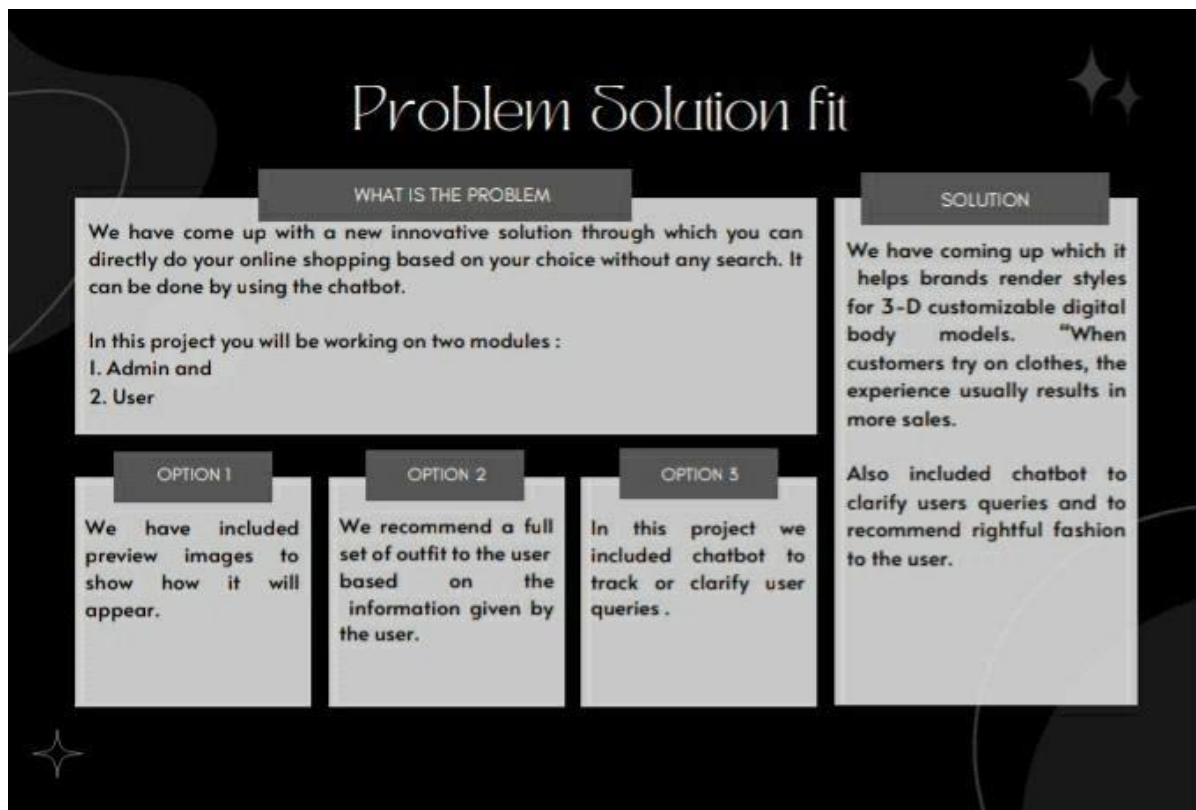 Problem Solution fit
WHAT IS THE PROBLEM
We have come up with a new innovative solution through which you can
directly do your online shopping based on your choice without any search. It
can be done by using the chatbot.
In this project you will be working on two modules :
1. Admin and
2. User
OPTION 1
We have included
preview images to
show how it will
appear.
OPTION 2
We recommend a full
set of outfit to the user
based on the
information given by
the user.
OPTION 3
In this project we
included chatbot to
track or clarify user
queries .
SOLUTION
We have coming up which it
helps brands render styles
for 3-D customizable digital
body models. “When
customers try on clothes, the
experience usually results in
more sales.
Also included chatbot to
clarify users queries and to
recommend rightful fashion
to the user.